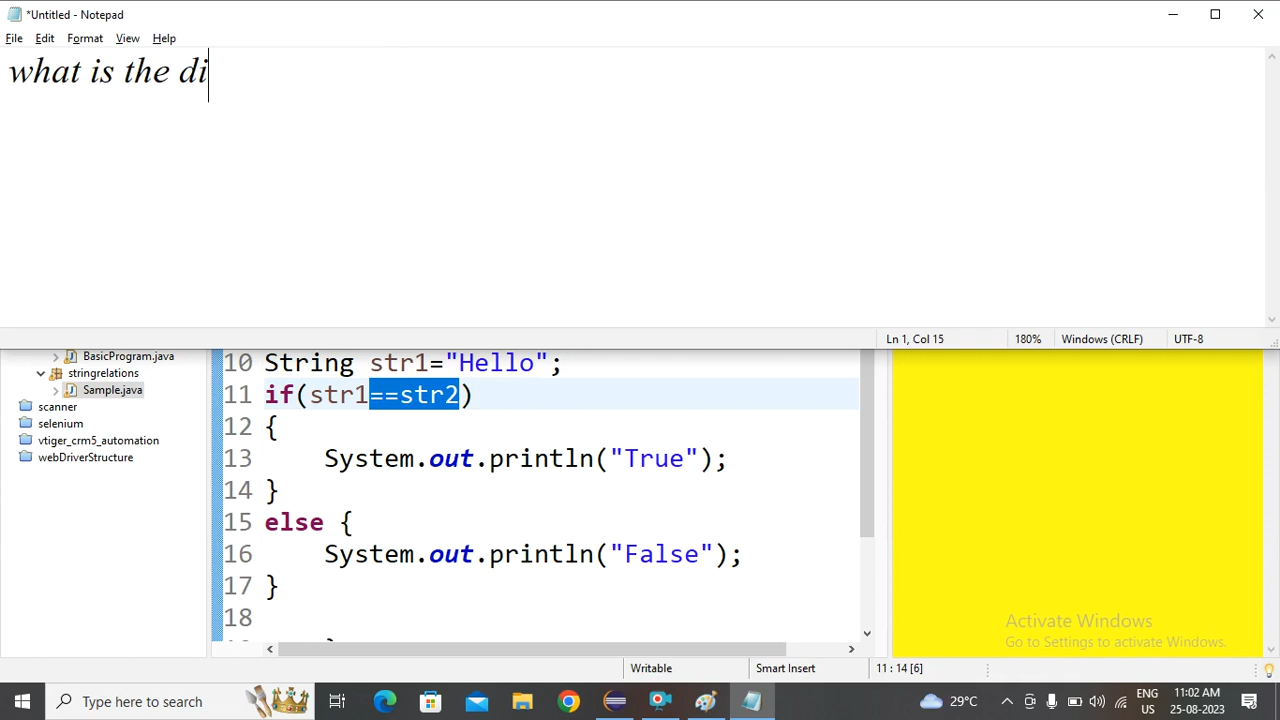 *Untitled - Notepad
File Edit Format View Help
what is the di
Ln 1, Col 15 180% Windows (CRLF) UTF-8
BasicProgram.java
stringrelations
Sample.java
scanner
selenium
vtiger_crm5_automation
webDriverStructure
10 String str1="Hello";
11 if(str1==str2)
12 {
13 System.out.println("True");
14 }
15 else {
16 System.out.println("False");
17 }
18
Activate Windows
Go to Settings to activate Windows.
Writable Smart Insert 11 : 14 [6]
Type here to search
29°C
ENG
US
11:02 AM
25-08-2023